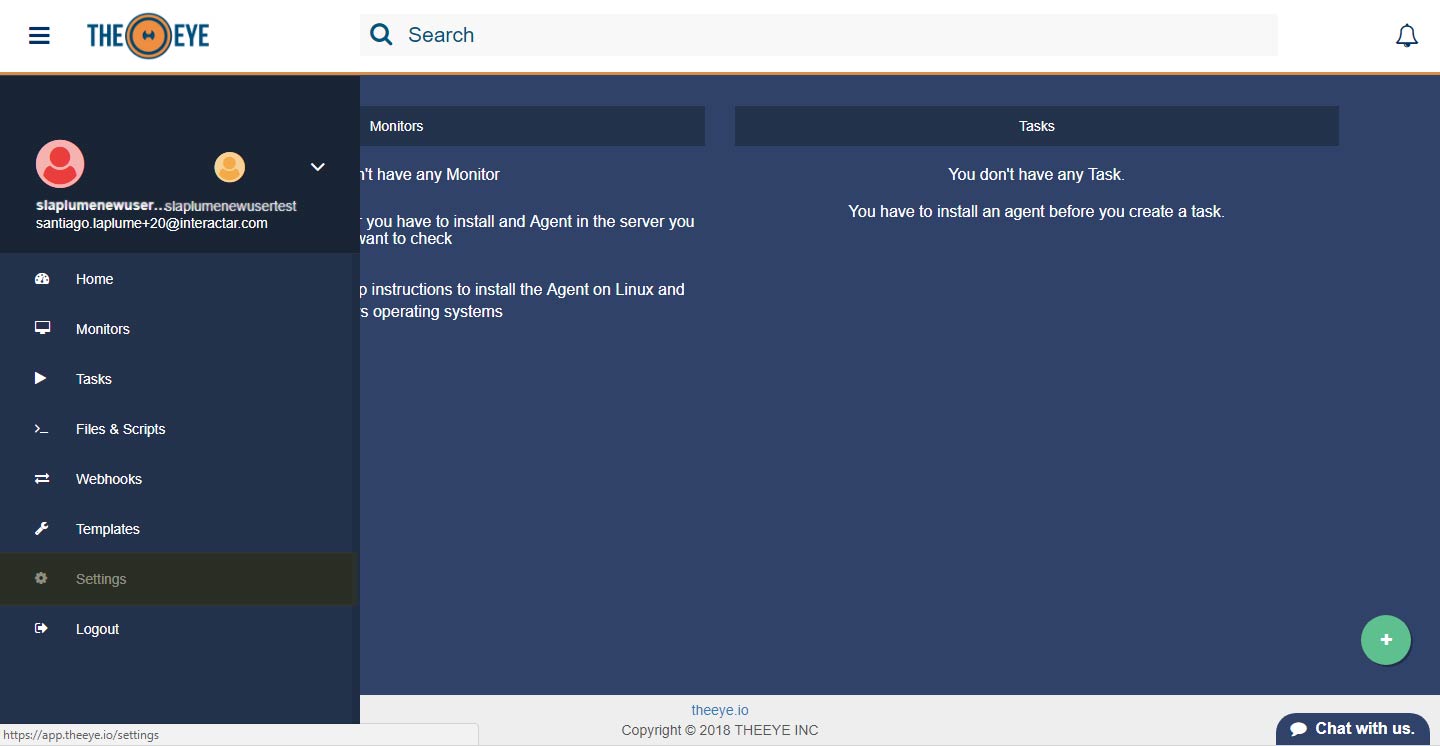 THE EYE
Search
slaplumenewuser...
slaplumenewusertest
santiago.laplume+20@interactar.com
Home
Monitors
Tasks
Files & Scripts
Webhooks
Templates
Settings
Logout
Monitors
n't have any Monitor
you have to install and Agent in the server you
want to check
p instructions to install the Agent on Linux and
s operating systems
Tasks
You don't have any Task.
You have to install an agent before you create a task.
+
theeye.io
Copyright © 2018 THEEYE INC
Chat with us.
https://app.theeye.io/settings